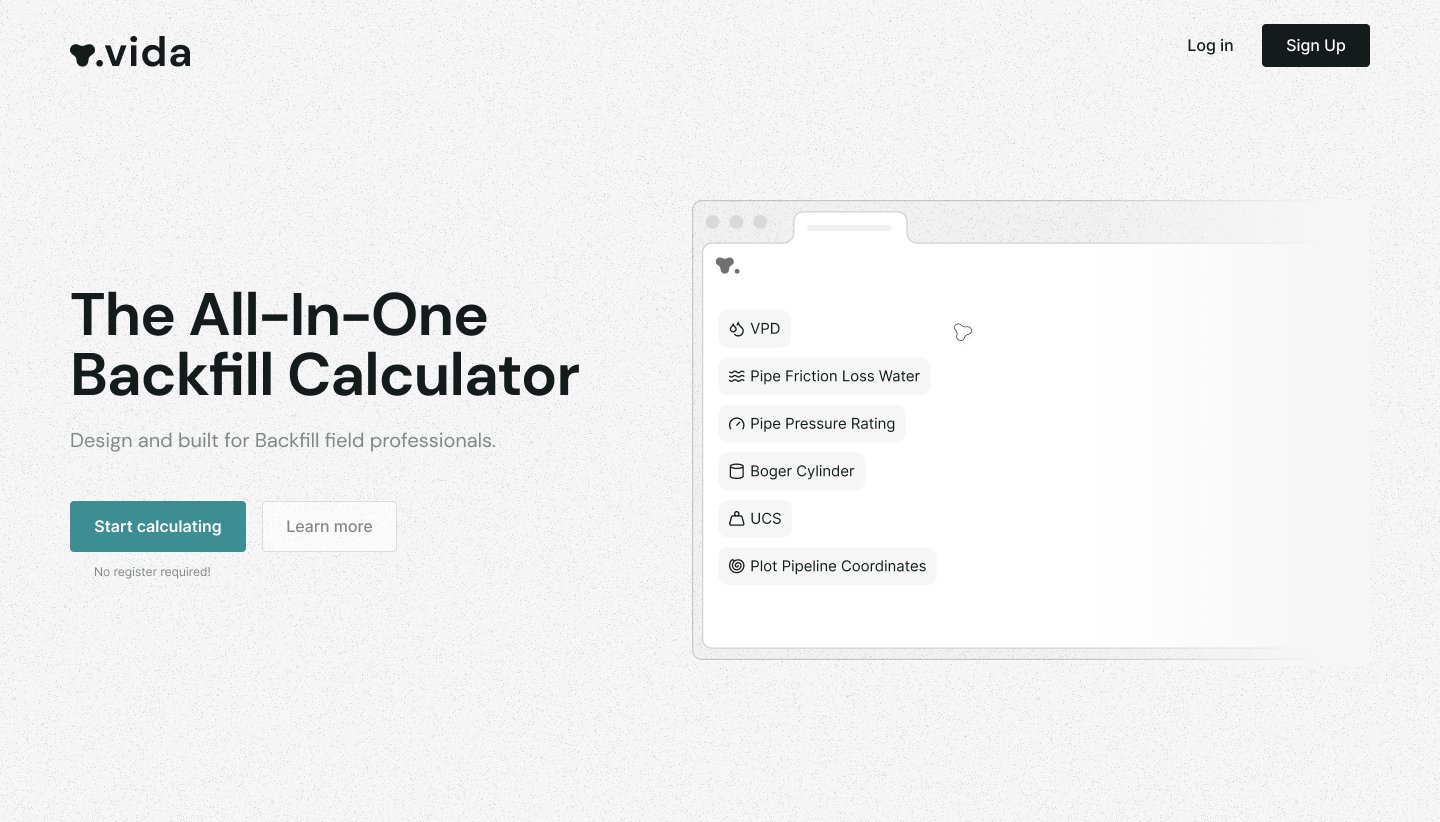 .vida
Log in
Sign Up
The All-In-One
Backfill Calculator
Design and built for Backfill field professionals.
Start calculating
Learn more
No register required!
VPD
Pipe Friction Loss Water
Pipe Pressure Rating
Boger Cylinder
UCS
Plot Pipeline Coordinates